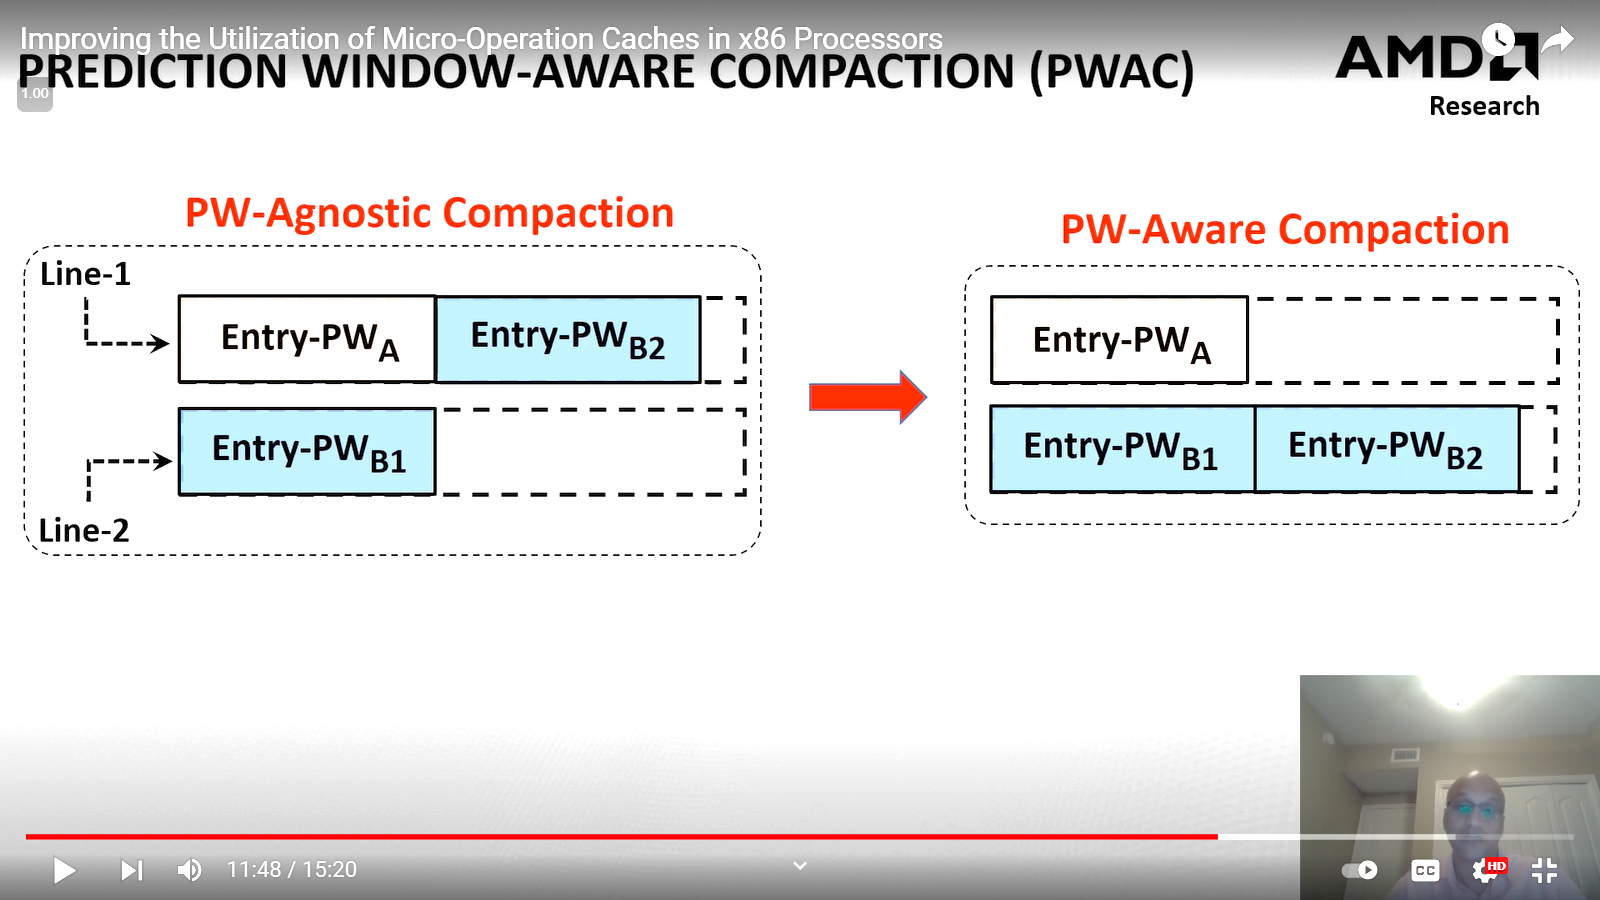 Improving the Utilization of Micro-Operation Caches in x86 Processors
PREDICTION WINDOW-AWARE COMPACTION (PWAC)
1.00
AMD
Research
PW-Agnostic Compaction
PW-Aware Compaction
Line-1
Entry-PWA
Entry-PWB2
Entry-PWB1
Line-2
Entry-PWA
Entry-PWB1
Entry-PWB2
11:48 / 15:20
CC
HD